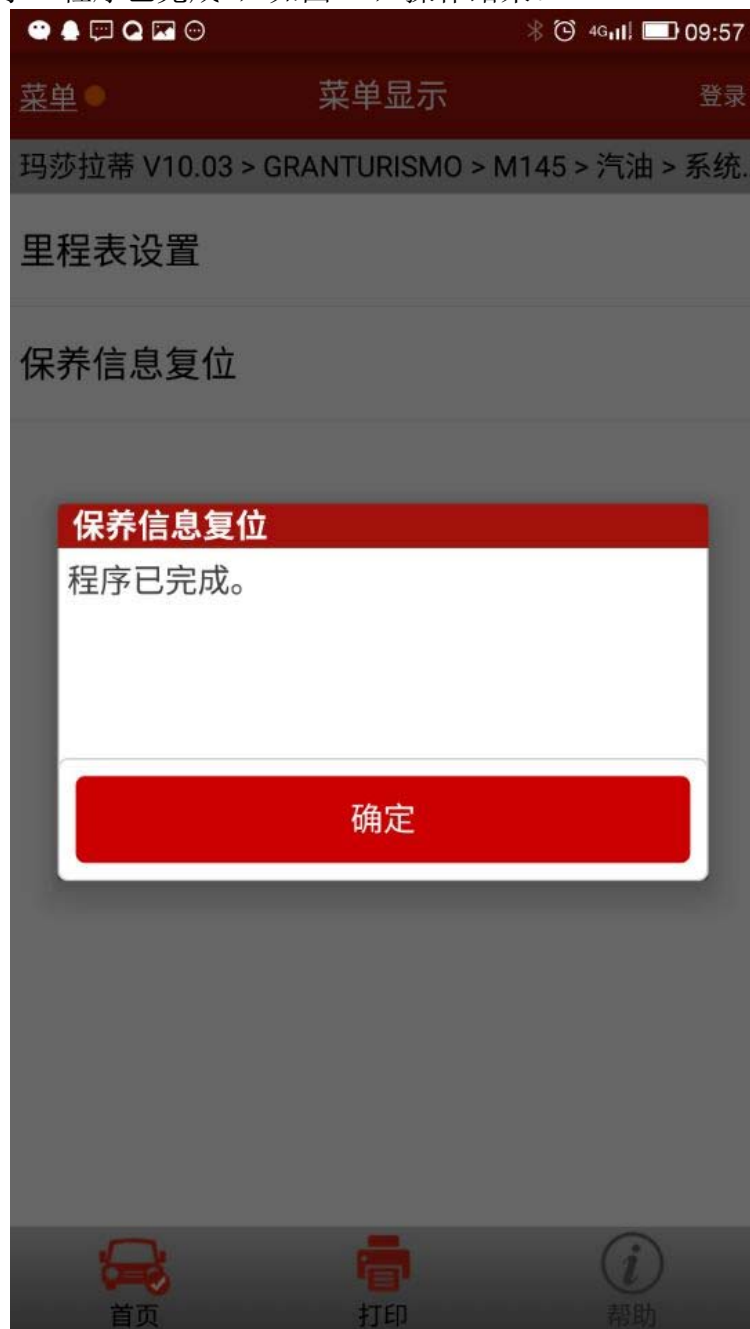 4G 09:57
菜单 菜单显示 登录
玛莎拉蒂 V10.03 > GRANTURISMO > M145 > 汽油 > 系统.
里程表设置
保养信息复位
保养信息复位
程序已完成。
确定
首页 打印 帮助